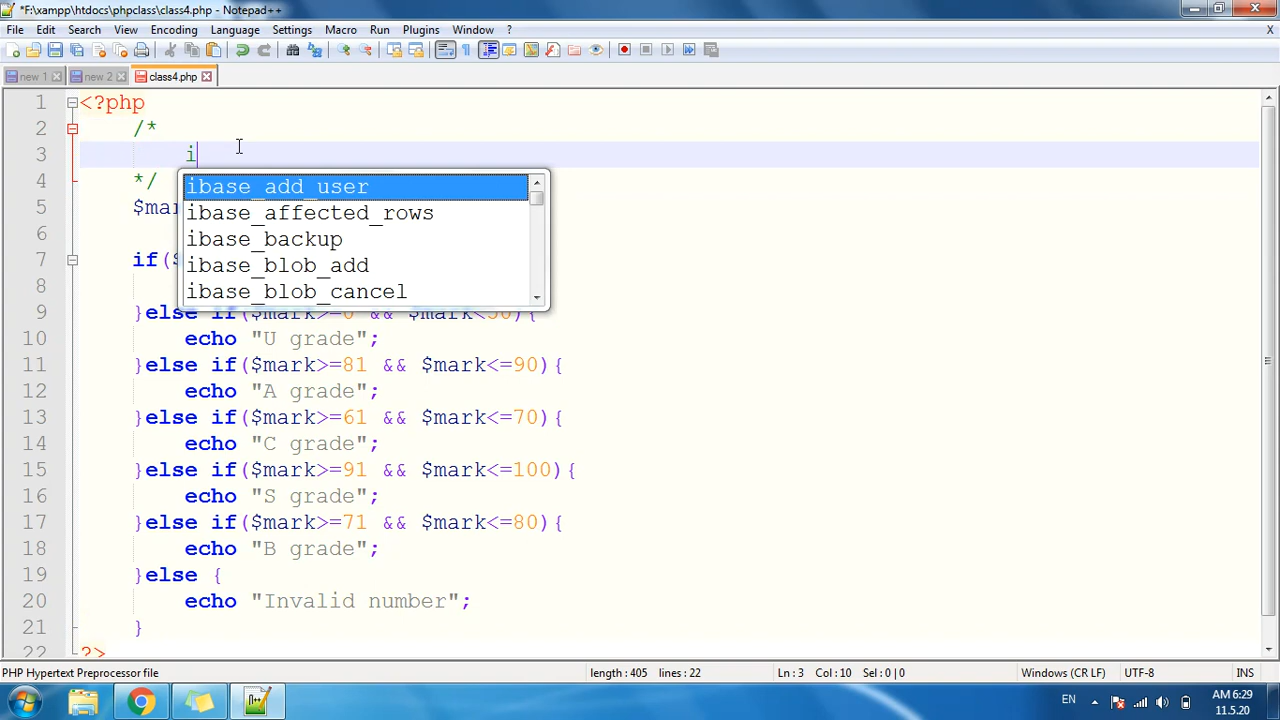 *F:\xampp\htdocs\phpclass\class4.php - Notepad++
File Edit Search View Encoding Language Settings Macro Run Plugins Window ? X
new 1 new 2 class4.php
1 <?php
2 /*
3 i
4 */
5 $mar
6
7 if($
8
9 }else if($mark>=0 && $mark<50){
10 echo "U grade";
11 }else if($mark>=81 && $mark<=90){
12 echo "A grade";
13 }else if($mark>=61 && $mark<=70){
14 echo "C grade";
15 }else if($mark>=91 && $mark<=100){
16 echo "S grade";
17 }else if($mark>=71 && $mark<=80){
18 echo "B grade";
19 }else {
20 echo "Invalid number";
21 }
22 ?>
ibase_add_user
ibase_affected_rows
ibase_backup
ibase_blob_add
ibase_blob_cancel
PHP Hypertext Preprocessor file length : 405 lines : 22 Ln : 3 Col : 10 Sel : 0 | 0 Windows (CR LF) UTF-8 INS
EN AM 6:29
11.5.20